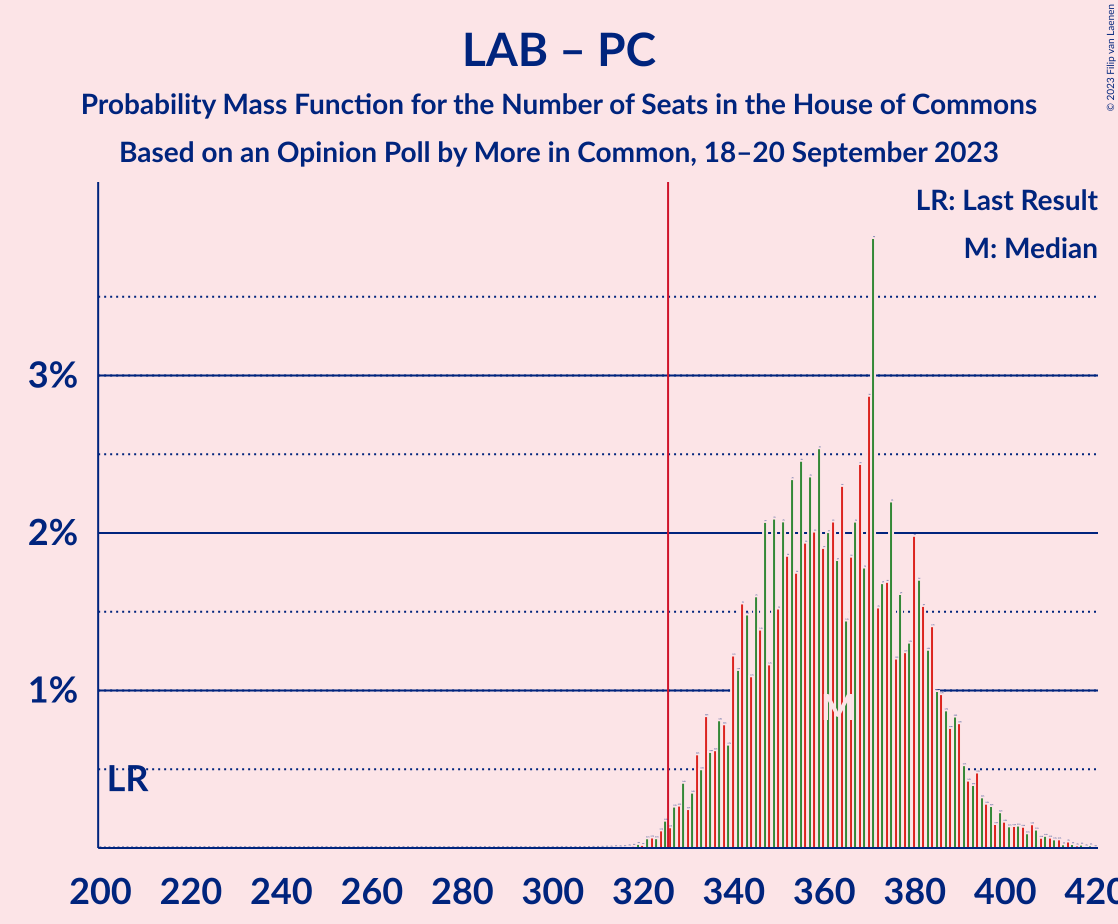 LAB – PC
Probability Mass Function for the Number of Seats in the House of Commons
Based on an Opinion Poll by More in Common, 18–20 September 2023
© 2023 Filip van Laenen
LR: Last Result
M: Median
3%
2%
1%
LR
M
200 220 240 260 280 300 320 340 360 380 400 420